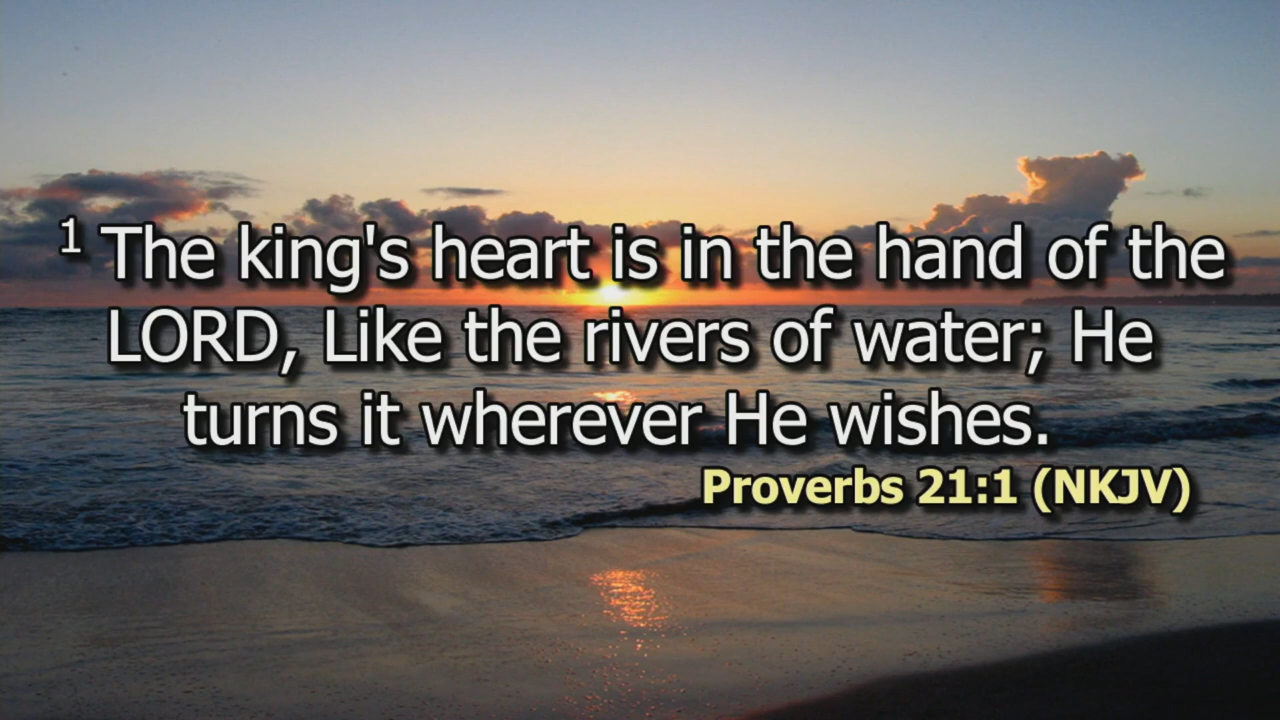 1 The king's heart is in the hand of the
LORD, Like the rivers of water; He
turns it wherever He wishes.
Proverbs 21:1 (NKJV)